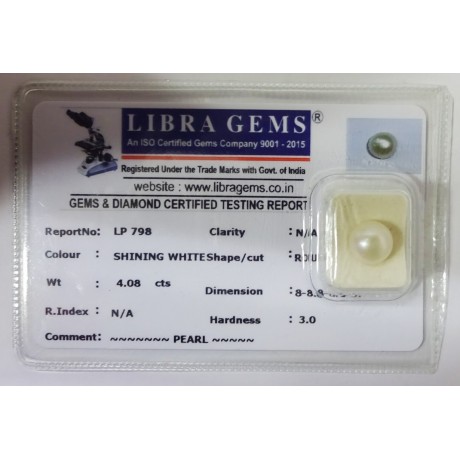 LIBRA GEMS®
An ISO Certified Gems Company 9001 - 2015
Registered Under the Trade Marks with Govt. of India
website : www.libragems.co.in
GEMS & DIAMOND CERTIFIED TESTING REPORT
ReportNo: LP 798 Clarity : N/A
Colour : SHINING WHITE Shape/cut :
Wt : 4.08 cts Dimension :
R.Index : N/A Hardness : 3.0
Comment: ~~~~~~~ PEARL ~~~~~